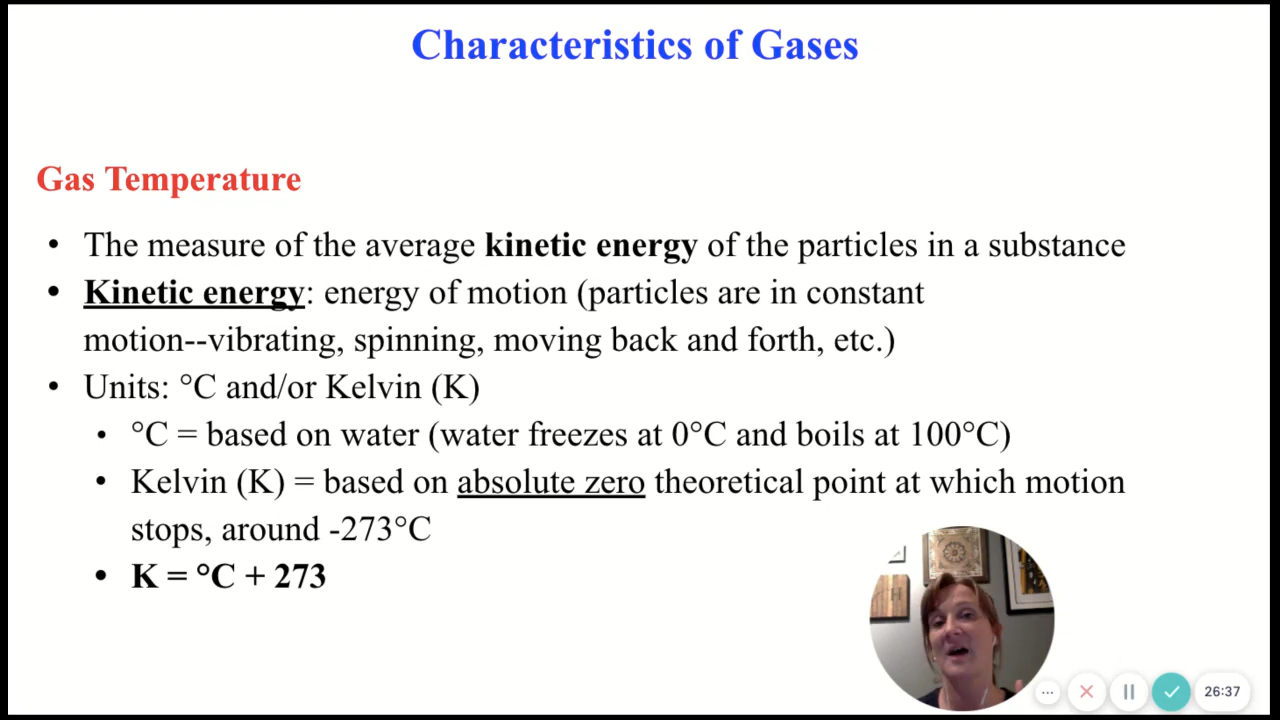 Characteristics of Gases
Gas Temperature
• The measure of the average kinetic energy of the particles in a substance
• Kinetic energy: energy of motion (particles are in constant
motion--vibrating, spinning, moving back and forth, etc.)
• Units: °C and/or Kelvin (K)
• °C = based on water (water freezes at 0°C and boils at 100°C)
• Kelvin (K) = based on absolute zero theoretical point at which motion
stops, around -273°C
• K = °C + 273
26:37